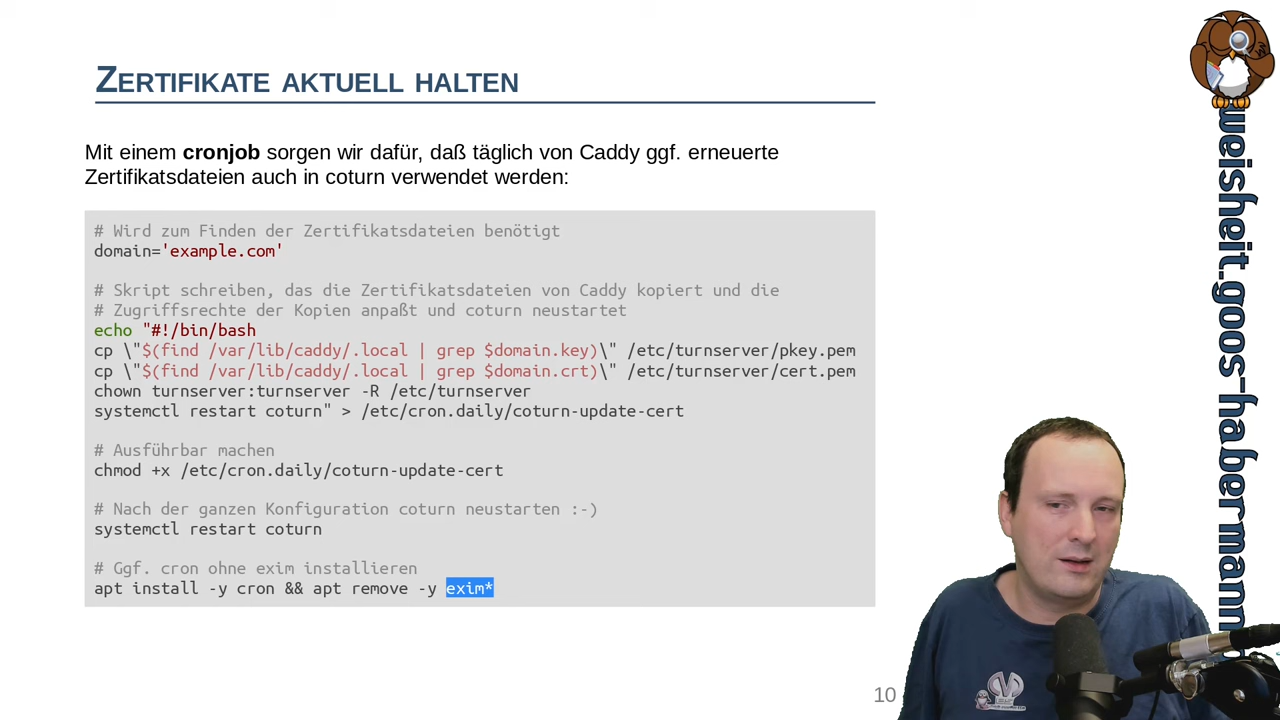 Zertifikate aktuell halten
Mit einem cronjob sorgen wir dafür, daß täglich von Caddy ggf. erneuerte
Zertifikatsdateien auch in coturn verwendet werden:
# Wird zum Finden der Zertifikatsdateien benötigt
domain='example.com'
# Skript schreiben, das die Zertifikatsdateien von Caddy kopiert und die
# Zugriffsrechte der Kopien anpaßt und coturn neustartet
echo "#!/bin/bash
cp \"$(find /var/lib/caddy/.local | grep $domain.key)\" /etc/turnserver/pkey.pem
cp \"$(find /var/lib/caddy/.local | grep $domain.crt)\" /etc/turnserver/cert.pem
chown turnserver:turnserver -R /etc/turnserver
systemctl restart coturn" > /etc/cron.daily/coturn-update-cert
# Ausführbar machen
chmod +x /etc/cron.daily/coturn-update-cert
# Nach der ganzen Konfiguration coturn neustarten :-)
systemctl restart coturn
# Ggf. cron ohne exim installieren
apt install -y cron && apt remove -y exim*
10